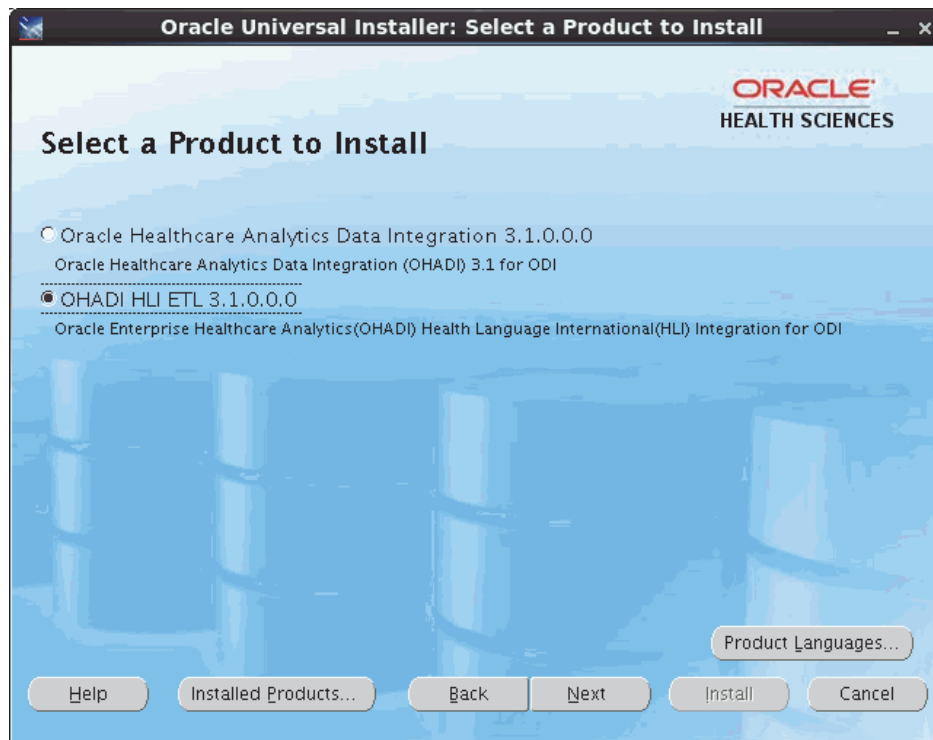 Oracle Universal Installer: Select a Product to Install
ORACLE
HEALTH SCIENCES
Select a Product to Install
Oracle Healthcare Analytics Data Integration 3.1.0.0.0
Oracle Healthcare Analytics Data Integration (OHADI) 3.1 for ODI
OHADI HLI ETL 3.1.0.0.0
Oracle Enterprise Healthcare Analytics(OHADI) Health Language International(HLI) Integration for ODI
Product Languages...
Help Installed Products... Back Next Install Cancel